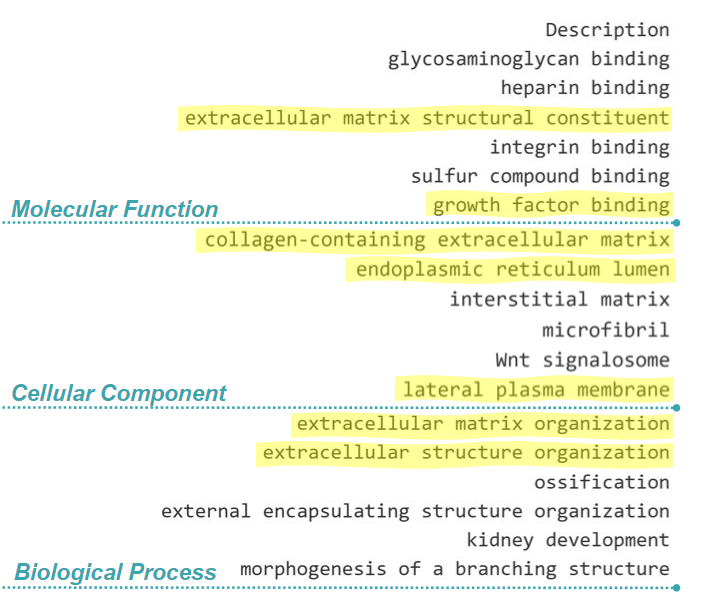 Description
glycosaminoglycan binding
heparin binding
extracellular matrix structural constituent
integrin binding
sulfur compound binding
Molecular Function growth factor binding
collagen-containing extracellular matrix
endoplasmic reticulum lumen
interstitial matrix
microfibril
Wnt signalosome
Cellular Component lateral plasma membrane
extracellular matrix organization
extracellular structure organization
ossification
external encapsulating structure organization
kidney development
Biological Process morphogenesis of a branching structure